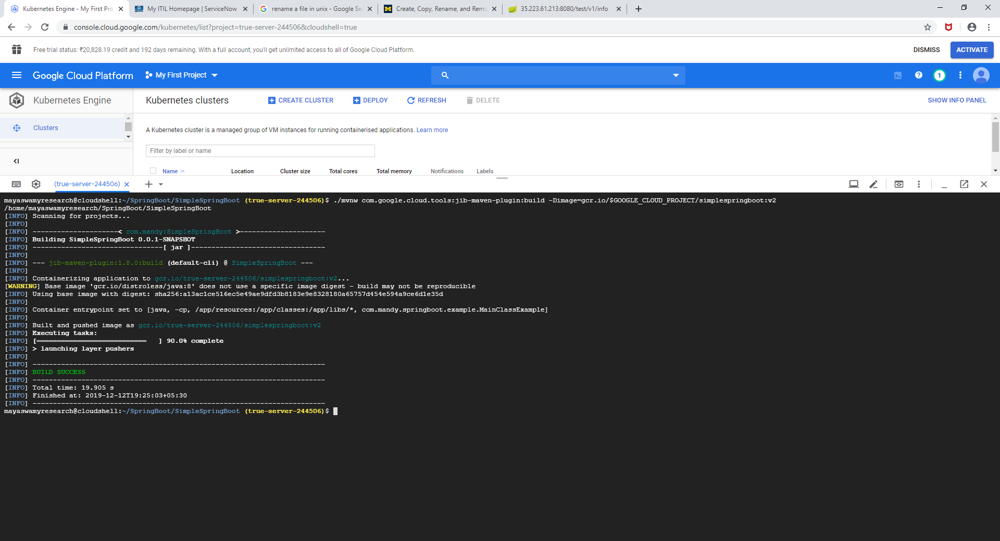 Kubernetes Engine - My First Pro
My ITIL Homepage | ServiceNow
rename a file in unix - Google Se
Create, Copy, Rename, and Remo
35.223.61.213:8080/test/v1/info
console.cloud.google.com/kubernetes/list?project=true-server-244506&cloudshell=true
Free trial status: ₹20,828.19 credit and 192 days remaining. With a full account, you'll get unlimited access to all of Google Cloud Platform.
DISMISS
ACTIVATE
Google Cloud Platform
My First Project
1
Kubernetes Engine
Kubernetes clusters
CREATE CLUSTER
DEPLOY
REFRESH
DELETE
SHOW INFO PANEL
Clusters
A Kubernetes cluster is a managed group of VM instances for running containerised applications. Learn more
Filter by label or name
Name Location Cluster size Total cores Total memory Notifications Labels
(true-server-244506)
mayaswamyresearch@cloudshell:~/SpringBoot/SimpleSpringBoot (true-server-244506)$ ./mvnw com.google.cloud.tools:jib-maven-plugin:build -Dimage=gcr.io/$GOOGLE_CLOUD_PROJECT/simplespringboot:v2
/home/mayaswamyresearch/SpringBoot/SimpleSpringBoot
[INFO] Scanning for projects...
[INFO]
[INFO] ---------------------< com.mandy:SimpleSpringBoot >---------------------
[INFO] Building SimpleSpringBoot 0.0.1-SNAPSHOT
[INFO] --------------------------------[ jar ]---------------------------------
[INFO]
[INFO] --- jib-maven-plugin:1.8.0:build (default-cli) @ SimpleSpringBoot ---
[INFO]
[INFO] Containerizing application to gcr.io/true-server-244506/simplespringboot:v2...
[WARNING] Base image 'gcr.io/distroless/java:8' does not use a specific image digest - build may not be reproducible
[INFO] Using base image with digest: sha256:a13ac1ce516ec5e49ae9dfd3b8183e9e8328180a65757d454e594a9ce6d1e35d
[INFO]
[INFO] Container entrypoint set to [java, -cp, /app/resources:/app/classes:/app/libs/*, com.mandy.springboot.example.MainClassExample]
[INFO]
[INFO] Built and pushed image as gcr.io/true-server-244506/simplespringboot:v2
[INFO] Executing tasks:
[INFO] [===========================   ] 90.0% complete
[INFO] > launching layer pushers
[INFO]
[INFO] ------------------------------------------------------------------------
[INFO] BUILD SUCCESS
[INFO] ------------------------------------------------------------------------
[INFO] Total time: 19.905 s
[INFO] Finished at: 2019-12-12T19:25:03+05:30
[INFO] ------------------------------------------------------------------------
mayaswamyresearch@cloudshell:~/SpringBoot/SimpleSpringBoot (true-server-244506)$